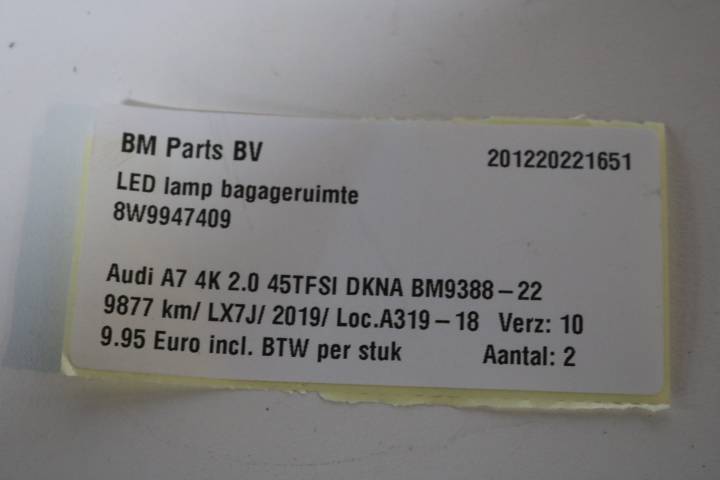 BM Parts BV 201220221651
LED lamp bagageruimte
8W9947409
Audi A7 4K 2.0 45TFSI DKNA BM9388-22
9877 km/ LX7J/ 2019/ Loc.A319-18 Verz: 10
9.95 Euro incl. BTW per stuk Aantal: 2